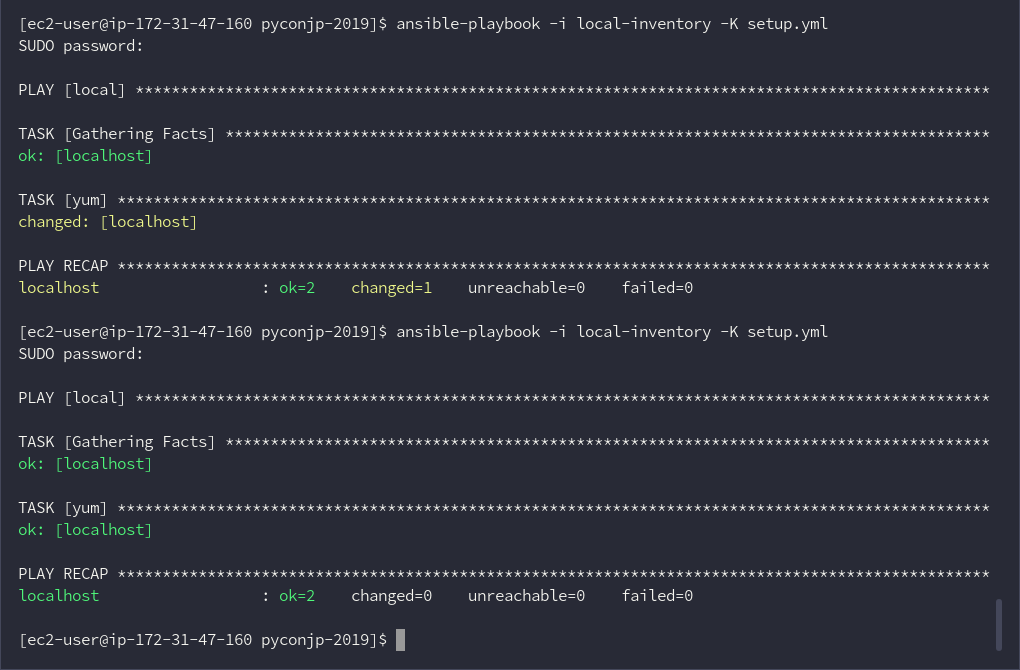 [ec2-user@ip-172-31-47-160 pyconjp-2019]$ ansible-playbook -i local-inventory -K setup.yml
SUDO password:
PLAY [local] ***********************************************************************************************
TASK [Gathering Facts] *************************************************************************************
ok: [localhost]
TASK [yum] *************************************************************************************************
changed: [localhost]
PLAY RECAP *************************************************************************************************
localhost                  : ok=2    changed=1    unreachable=0    failed=0
[ec2-user@ip-172-31-47-160 pyconjp-2019]$ ansible-playbook -i local-inventory -K setup.yml
SUDO password:
PLAY [local] ***********************************************************************************************
TASK [Gathering Facts] *************************************************************************************
ok: [localhost]
TASK [yum] *************************************************************************************************
ok: [localhost]
PLAY RECAP *************************************************************************************************
localhost                  : ok=2    changed=0    unreachable=0    failed=0
[ec2-user@ip-172-31-47-160 pyconjp-2019]$